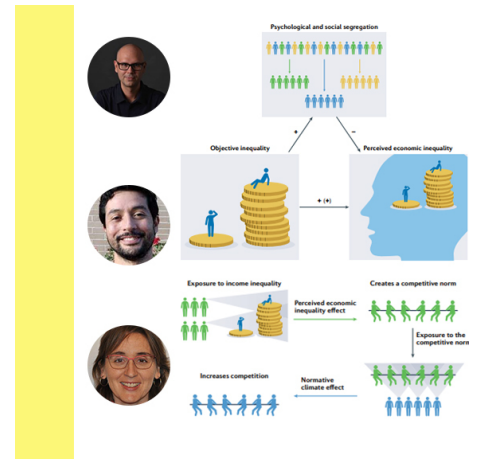 Psychological and social segregation
+
−
Objective inequality
Perceived economic inequality
+ (+)
Exposure to income inequality
Creates a competitive norm
Perceived economic
inequality effect
Exposure to the
competitive norm
Increases competition
Normative
climate effect